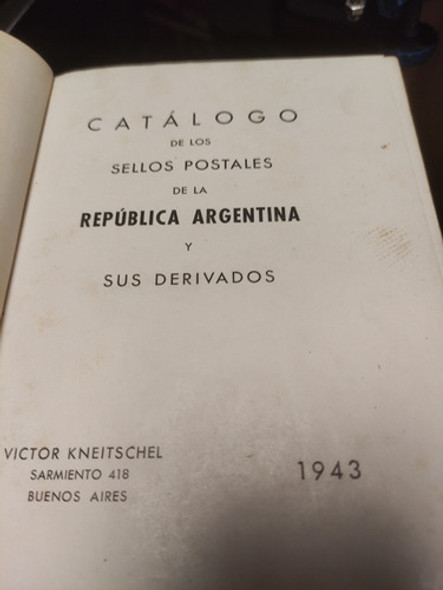 CATÁLOGO
DE LOS
SELLOS POSTALES
DE LA
REPÚBLICA ARGENTINA
Y
SUS DERIVADOS
VICTOR KNEITSCHEL
SARMIENTO 418
BUENOS AIRES
1943